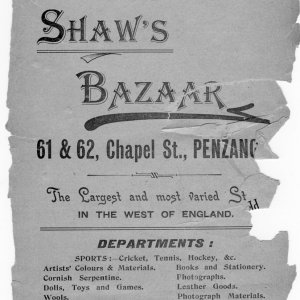 SHAW'S
BAZAAR
61 & 62, Chapel St., PENZANC
The Largest and most varied St
IN THE WEST OF ENGLAND.
DEPARTMENTS :
SPORTS :—Cricket, Tennis, Hockey, &c.
Artists' Colours & Materials. Books and Stationery.
Cornish Serpentine. Photographs.
Dolls, Toys and Games. Leather Goods.
Wools. Photograph Materials.